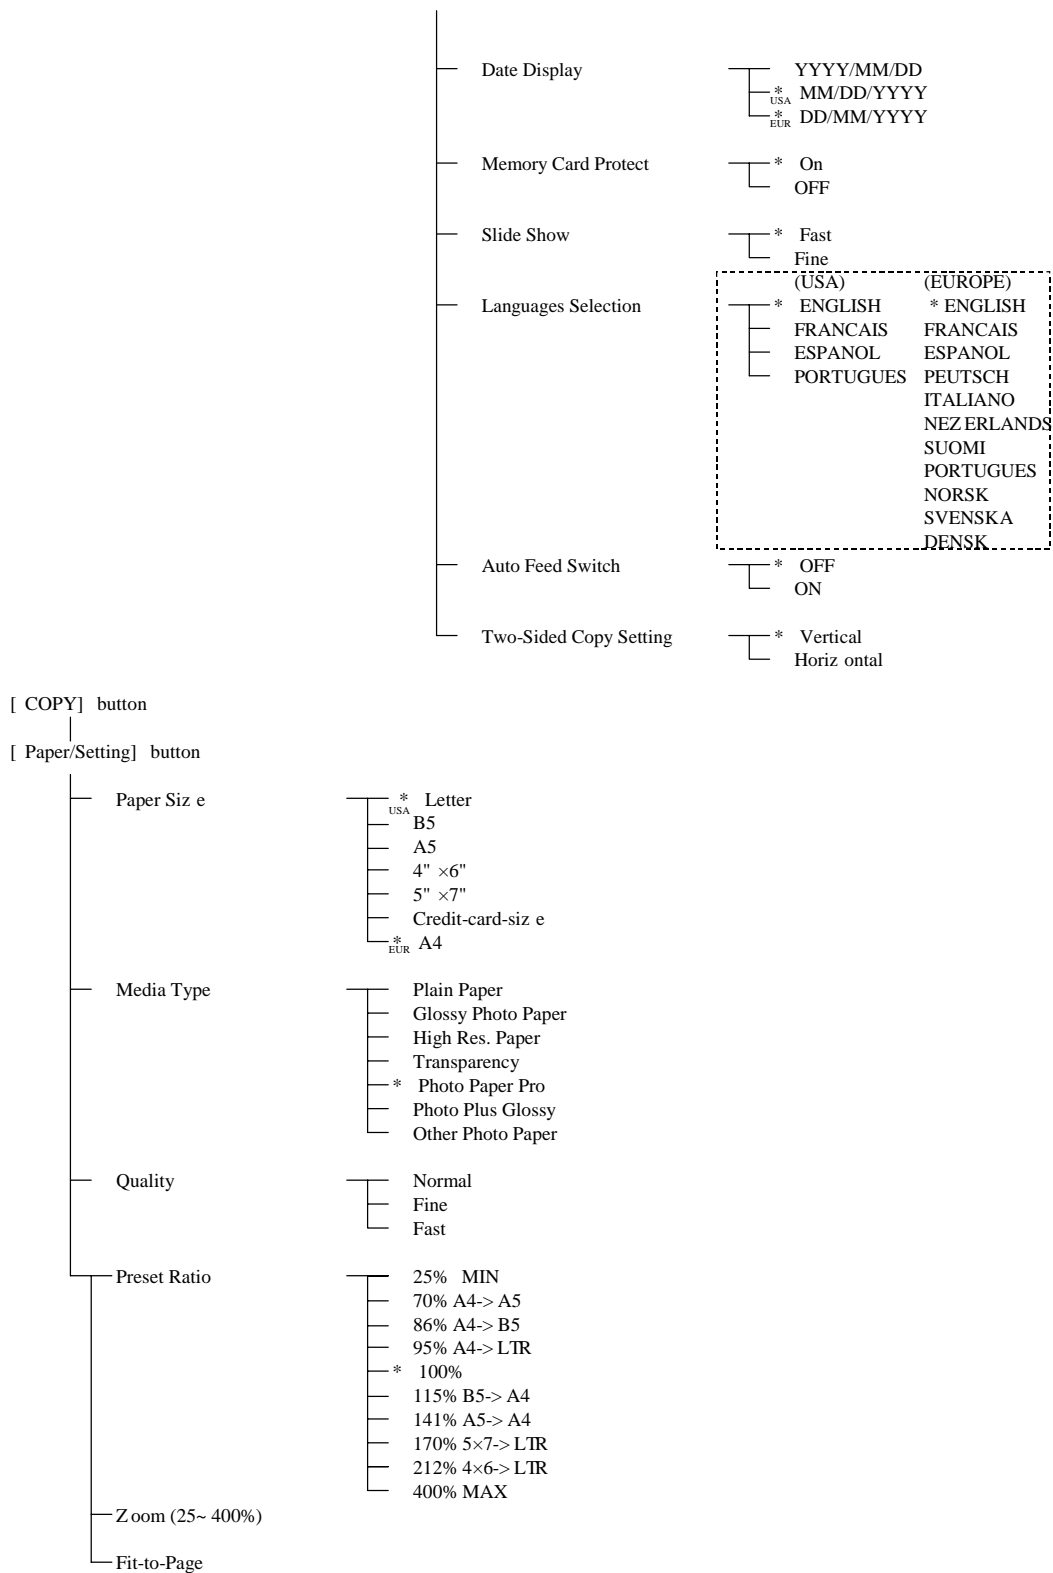 Date Display YYYY/MM/DD
* USA MM/DD/YYYY
* EUR DD/MM/YYYY
Memory Card Protect * On
OFF
Slide Show * Fast
Fine
(USA) (EUROPE)
Languages Selection * ENGLISH * ENGLISH
FRANCAIS FRANCAIS
ESPANOL ESPANOL
PORTUGUES PEUTSCH
ITALIANO
NEZ ERLANDS
SUOMI
PORTUGUES
NORSK
SVENSKA
DENSK
Auto Feed Switch * OFF
ON
Two-Sided Copy Setting * Vertical
Horiz ontal
[ COPY] button
[ Paper/Setting] button
Paper Siz e * USA Letter
B5
A5
4" ×6"
5" ×7"
Credit-card-siz e
* EUR A4
Media Type Plain Paper
Glossy Photo Paper
High Res. Paper
Transparency
* Photo Paper Pro
Photo Plus Glossy
Other Photo Paper
Quality Normal
Fine
Fast
Preset Ratio 25% MIN
70% A4-> A5
86% A4-> B5
95% A4-> LTR
* 100%
115% B5-> A4
141% A5-> A4
170% 5×7-> LTR
212% 4×6-> LTR
400% MAX
Z oom (25~ 400%)
Fit-to-Page